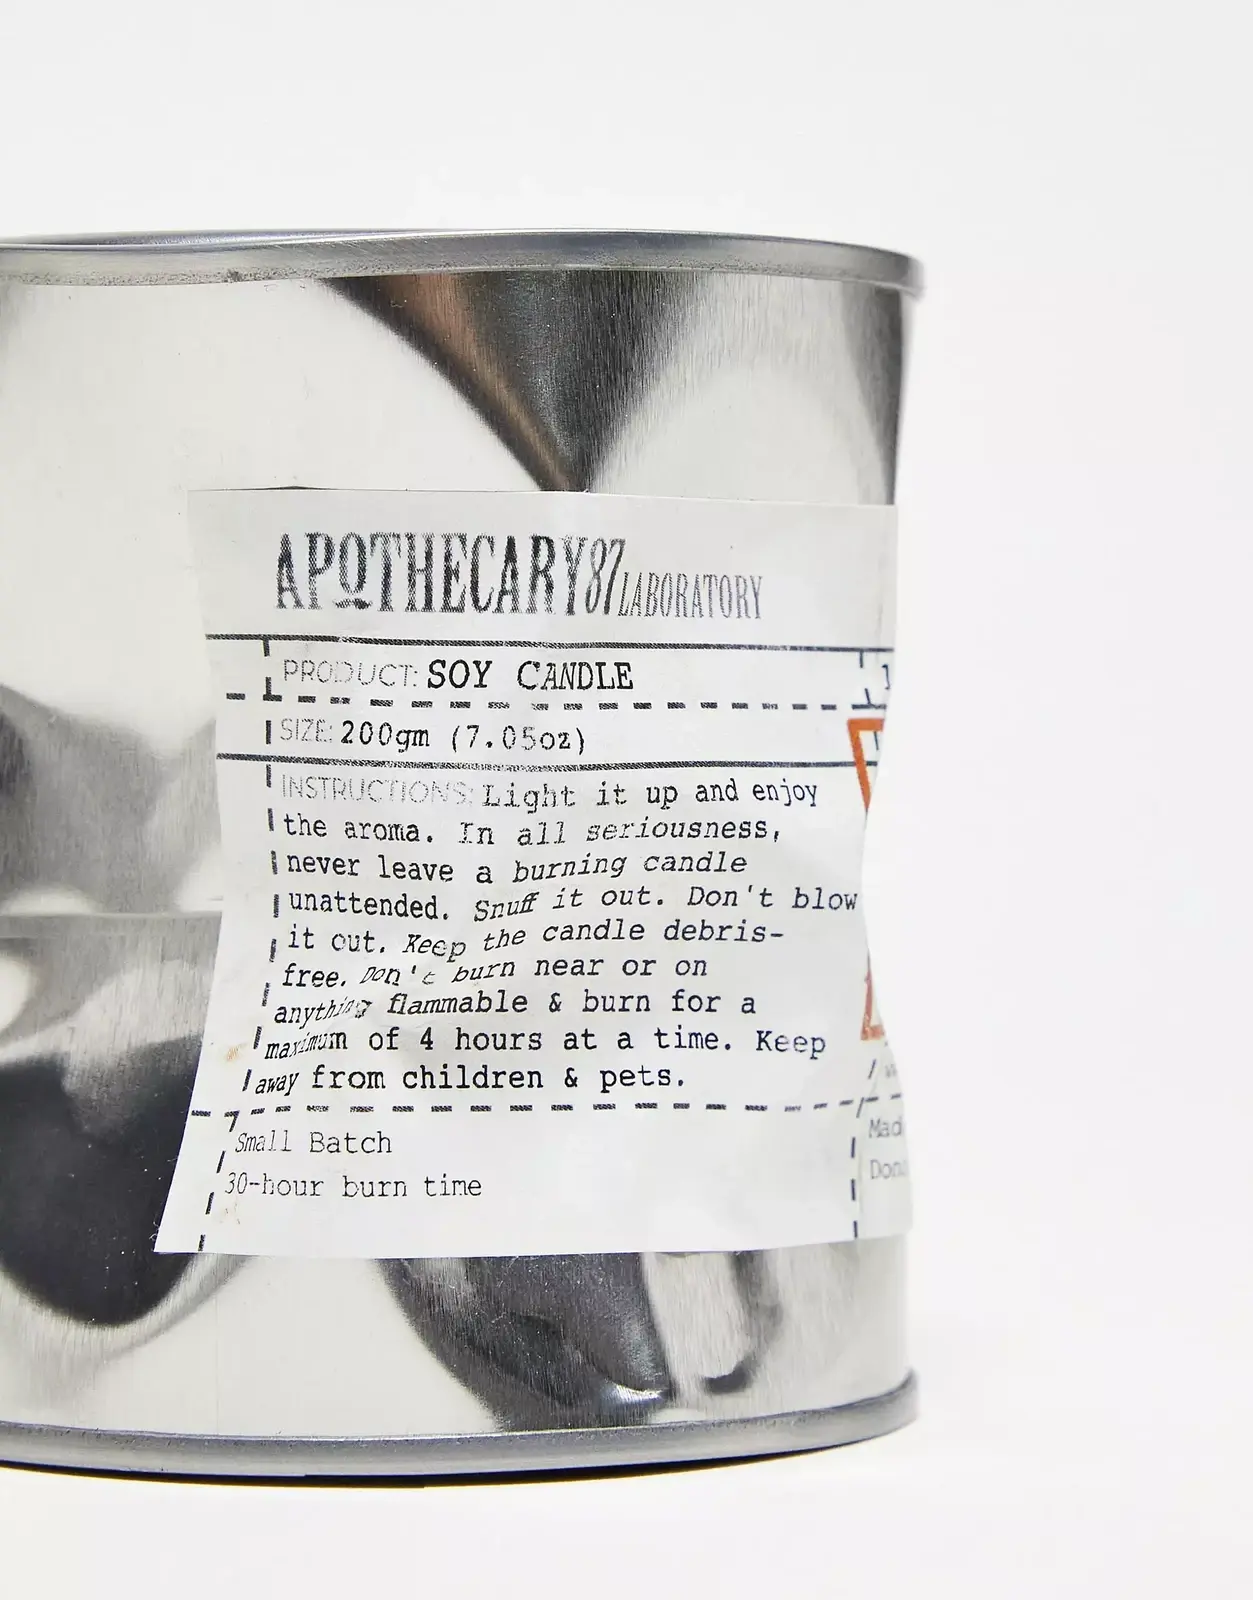 APOTHECARY87 LABORATORY
PRODUCT: SOY CANDLE
SIZE: 200gm (7.05oz)
INSTRUCTIONS: Light it up and enjoy
the aroma. In all seriousness,
never leave a burning candle
unattended. Snuff it out. Don't blow
it out. Keep the candle debris-
free. Don't burn near or on
anything flammable & burn for a
maximum of 4 hours at a time. Keep
away from children & pets.
Small Batch
30-hour burn time